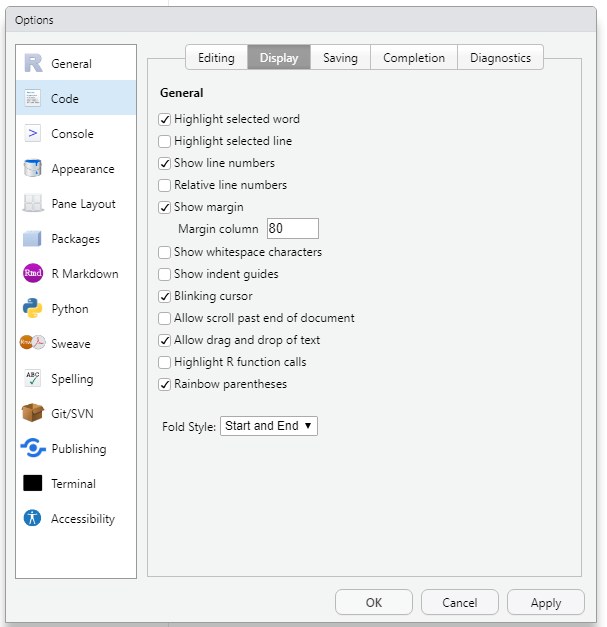 Options
General
Code
Console
Appearance
Pane Layout
Packages
Rmd R Markdown
Python
Rnw Sweave
ABC Spelling
Git/SVN
Publishing
Terminal
Accessibility
Editing Display Saving Completion Diagnostics
General
Highlight selected word
Highlight selected line
Show line numbers
Relative line numbers
Show margin
Margin column 80
Show whitespace characters
Show indent guides
Blinking cursor
Allow scroll past end of document
Allow drag and drop of text
Highlight R function calls
Rainbow parentheses
Fold Style: Start and End
OK Cancel Apply